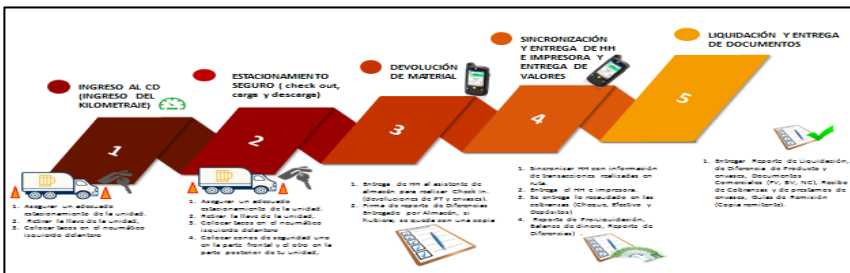 INGRESO AL CD
(INGRESO DEL
KILOMETRAJE)
1
1. Asegurar un adecuado
estacionamiento de la unidad.
2. Retirar la llave de la unidad,
3. Colocar tacos en el neumático
izquierdo delantero
ESTACIONAMIENTO
SEGURO ( check out,
carga y descarga)
2
1. Asegurar un adecuado
estacionamiento de la unidad.
2. Retirar la llave de la unidad,
3. Colocar tacos en el neumático
izquierdo delantero
4. Colocar conos de seguridad uno
en la parte frontal y el otro en la
parte posterior de tu unidad,
DEVOLUCIÓN
DE MATERIAL
3
1. Entrega de HH al asistente de
almacén para realizar Check in.
(devoluciones de PT y envases).
2. Firma de reporte de Diferencias
Entregado por Almacén, si
hubiera; se queda con una copia
SINCRONIZACIÓN
Y ENTREGA DE HH
E IMPRESORA Y
ENTREGA DE
VALORES
4
1. Sincronizar HH con información
de transacciones realizadas en
ruta.
2. Entrega el HH e impresora.
3. Se entrega lo recaudado en las
cobranzas (Cheque, Efectivo y
Depósitos)
4. Reporte de Pre-Liquidación,
Balance de dinero, Reporte de
Diferencias) .
LIQUIDACIÓN Y ENTREGA
DE DOCUMENTOS
5
1. Entregar Reporte de Liquidación,
de Diferencia de Producto y
envases, Documentos
Comerciales (FV, BV, NC), Recibo
de Cobranzas y de préstamos de
envases, Guías de Remisión
(Copia remitente).